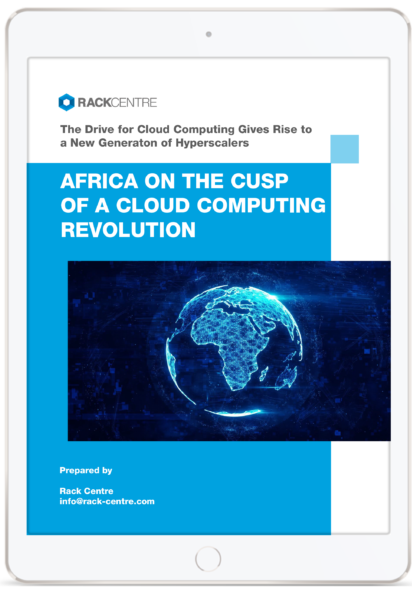 RACKCENTRE
The Drive for Cloud Computing Gives Rise to
a New Generaton of Hyperscalers
AFRICA ON THE CUSP
OF A CLOUD COMPUTING
REVOLUTION
Prepared by
Rack Centre
info@rack-centre.com